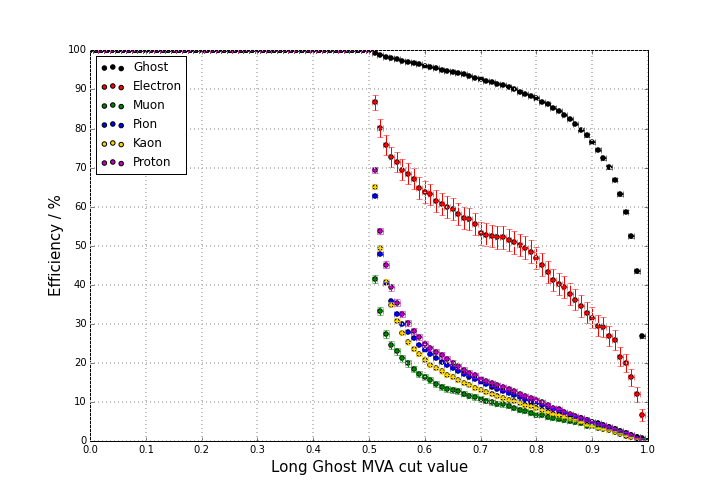 100
90
80
70
60
50
40
30
20
10
0
Efficiency / %
Ghost
Electron
Muon
Pion
Kaon
Proton
0.0 0.1 0.2 0.3 0.4 0.5 0.6 0.7 0.8 0.9 1.0
Long Ghost MVA cut value